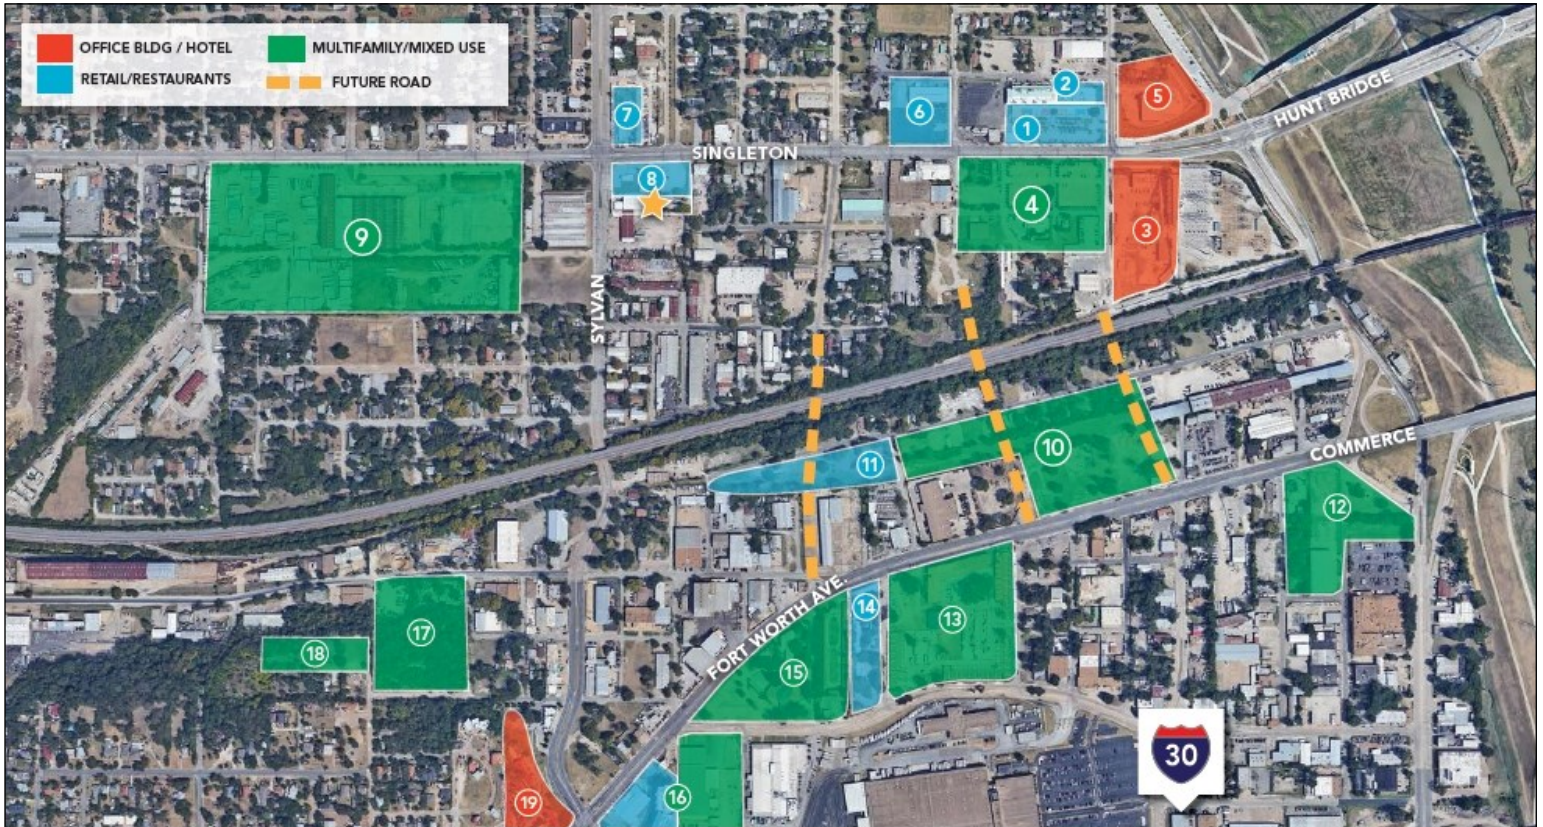 OFFICE BLDG / HOTEL
MULTIFAMILY/MIXED USE
RETAIL/RESTAURANTS
FUTURE ROAD
HUNT BRIDGE
2
5
7
6
1
SINGLETON
8
4
3
9
SYLVAN
COMMERCE
10
11
12
FORT WORTH AVE.
14
13
17
18
15
30
16
19